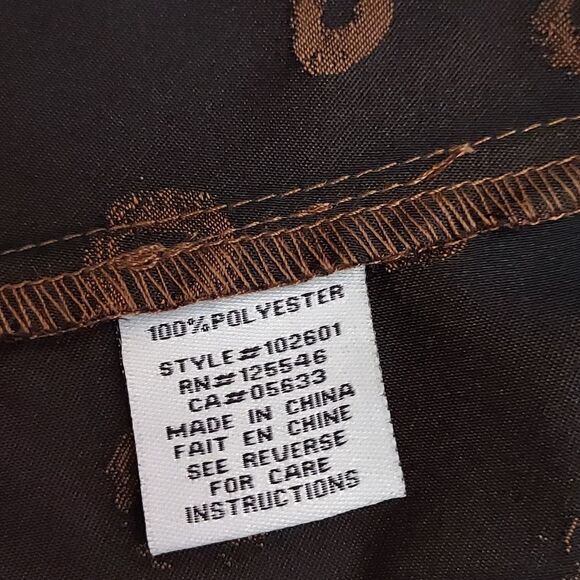 100%POLYESTER
STYLE#102601
RN#125546
CA#05633
MADE IN CHINA
FAIT EN CHINE
SEE REVERSE
FOR CARE
INSTRUCTIONS